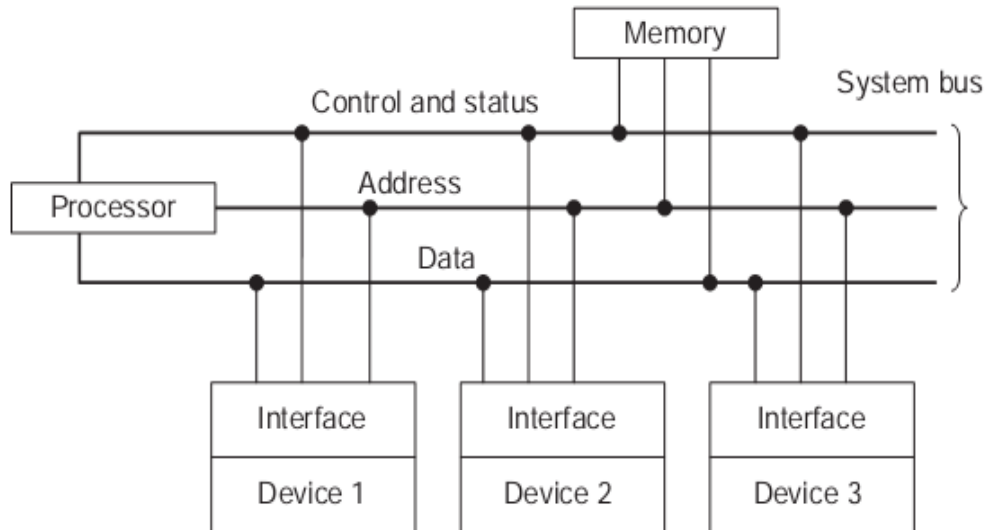 Memory
System bus
Control and status
Address
Processor
Data
Interface
Interface
Interface
Device 1
Device 2
Device 3